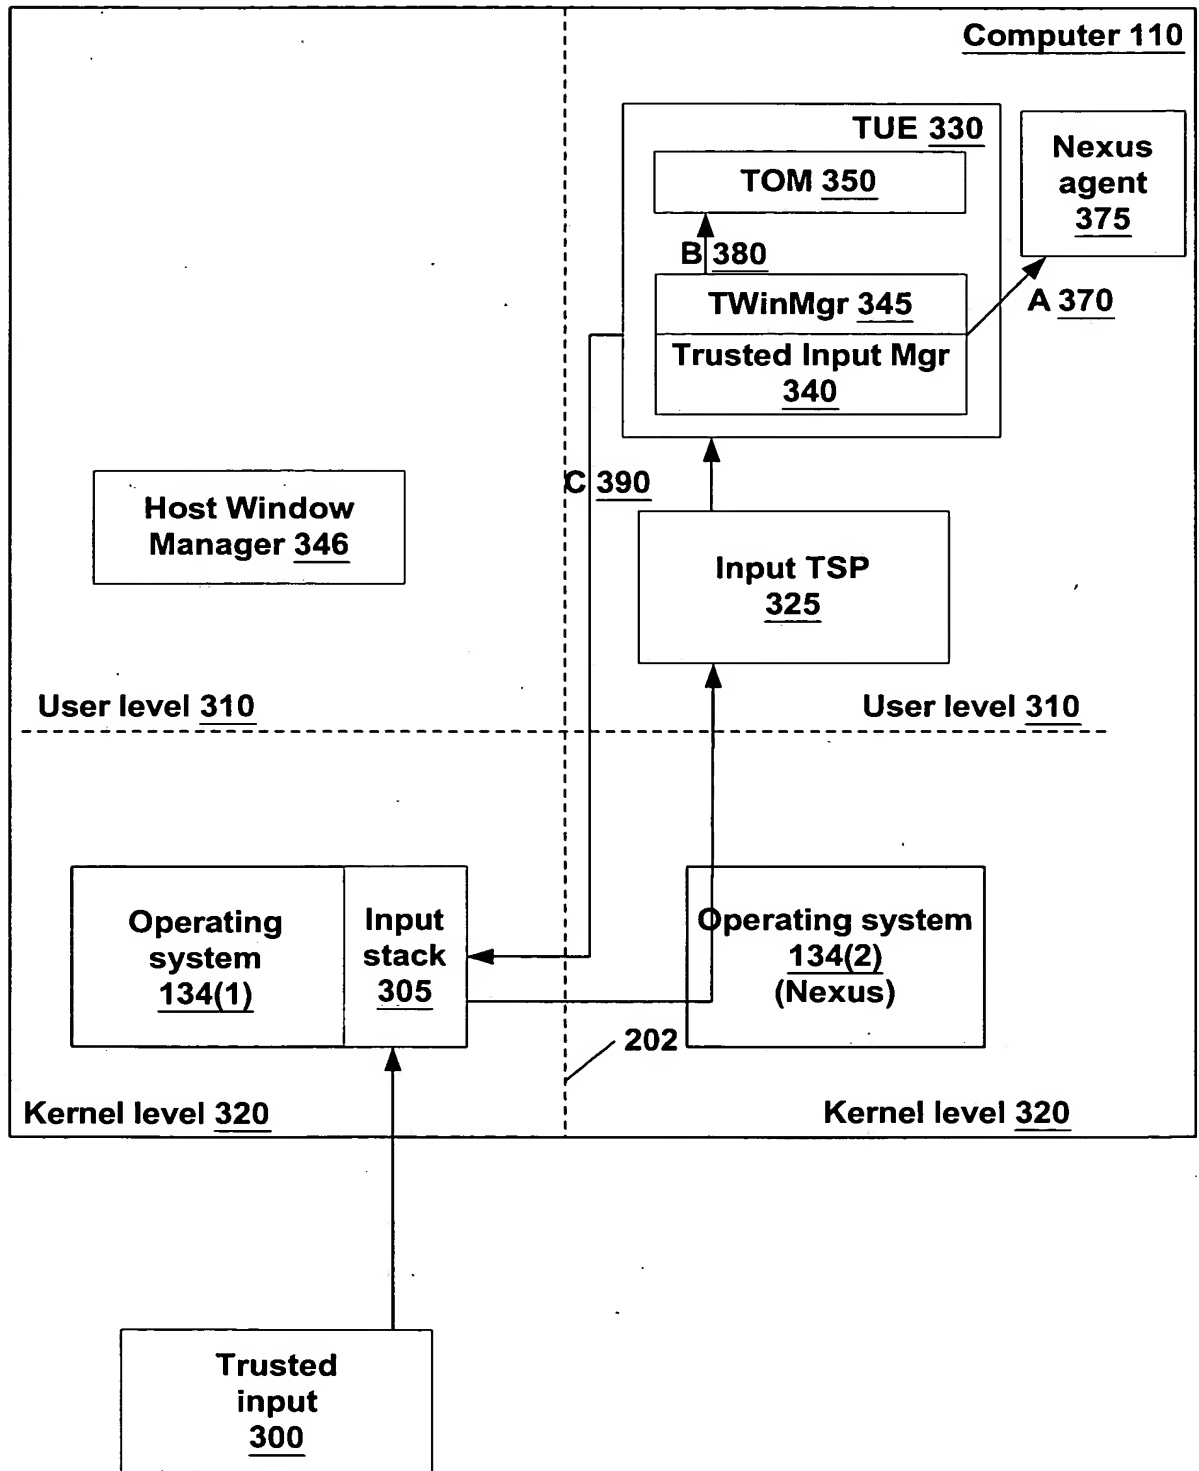 Computer 110
TUE 330
TOM 350
Nexus
agent
375
B 380
A 370
TWinMgr 345
Trusted Input Mgr
340
C 390
Host Window
Manager 346
Input TSP
325
User level 310
User level 310
Operating
system
134(1)
Input
stack
305
Operating system
134(2)
(Nexus)
202
Kernel level 320
Kernel level 320
Trusted
input
300